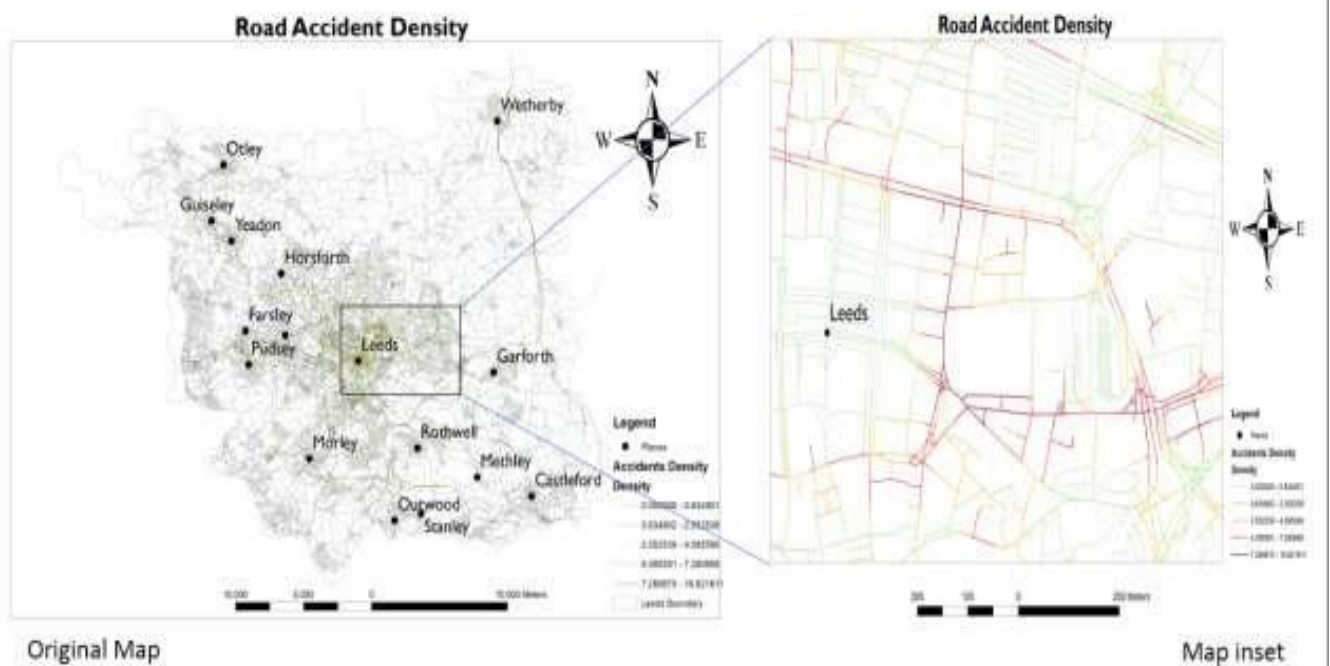 Road Accident Density
N
W E
S
Wetherby
Otley
Guiseley
Yeadon
Horsforth
Farsley
Pudsey
Leeds
Garforth
Morley
Rothwell
Methley
Castleford
Outwood
Stanley
Legend
Places
Accidents Density
Density
Leeds Boundary
10,000 5,000 0 10,000 Meters
Original Map
Road Accident Density
N
W E
S
Leeds
Legend
Accidents Density
Density
0 200 Meters
Map inset